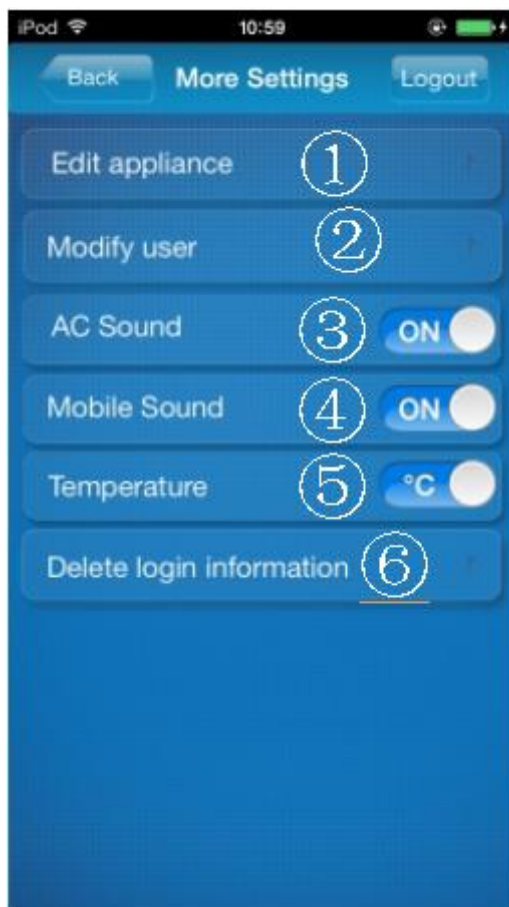 iPod 10:59
Back More Settings Logout
Edit appliance ①
Modify user ②
AC Sound ③ ON
Mobile Sound ④ ON
Temperature ⑤ °C
Delete login information ⑥